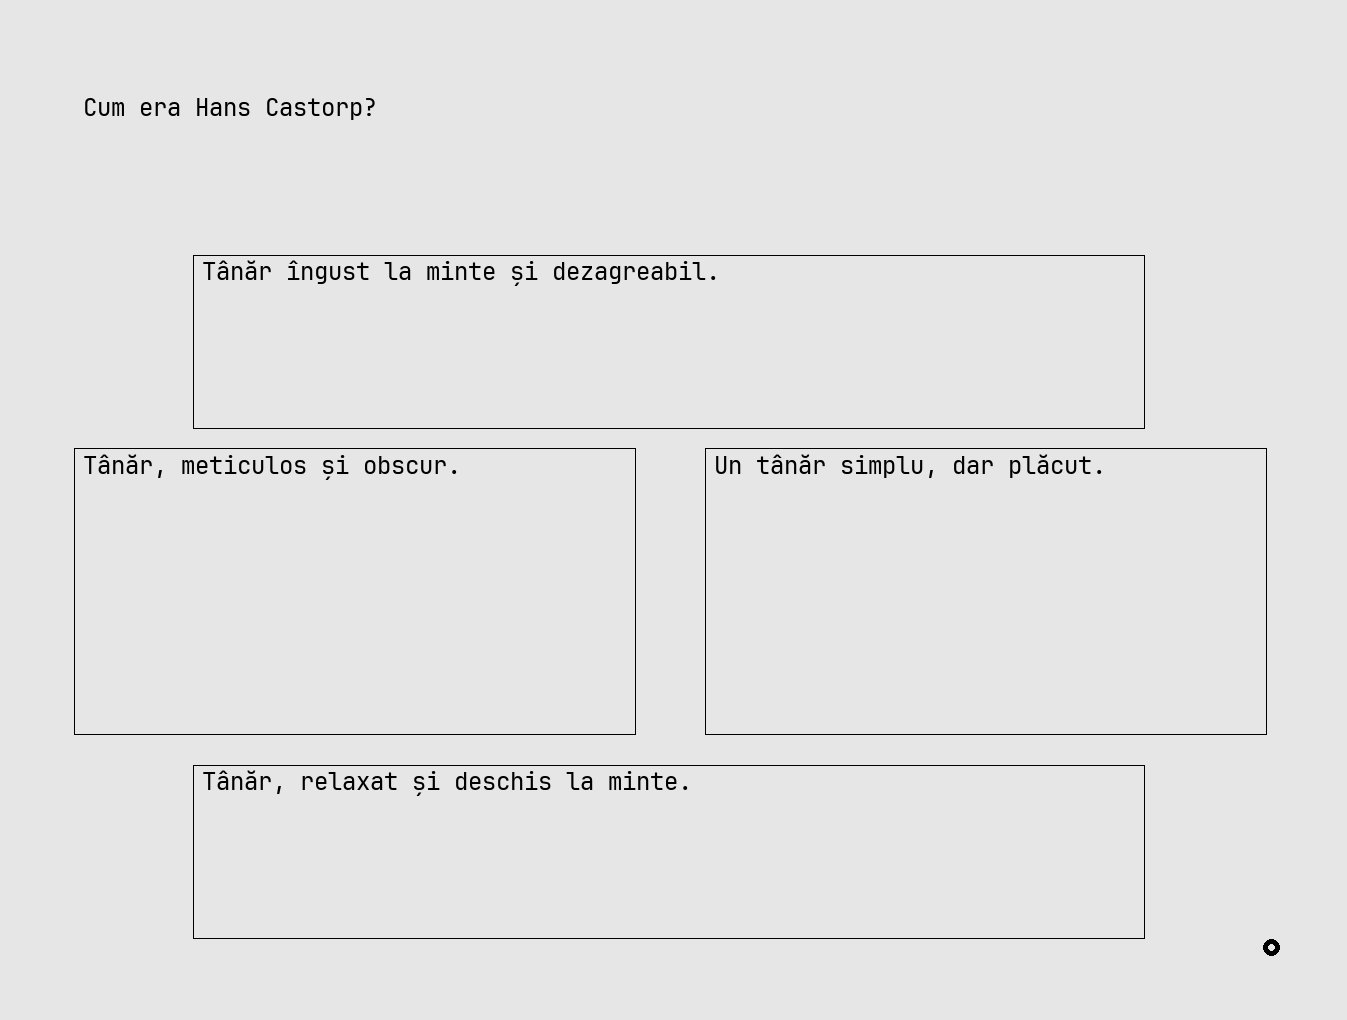 Cum era Hans Castorp?
Tânăr îngust la minte și dezagreabil.
Tânăr, meticulos și obscur.
Un tânăr simplu, dar plăcut.
Tânăr, relaxat și deschis la minte.